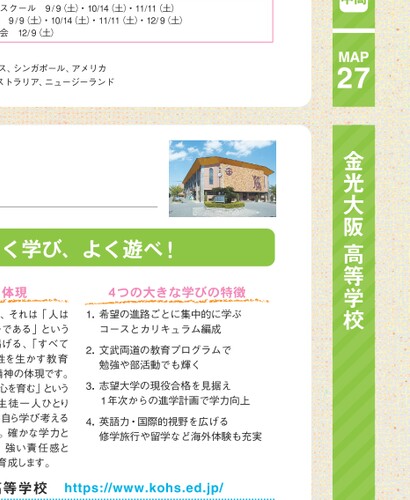 スクール 9/9（土）・10/14（土）・11/11（土）
9/9（土）・10/14（土）・11/11（土）・12/9（土）
会 12/9（土）
ス、シンガポール、アメリカ
ストラリア、ニュージーランド
MAP
27
金光大阪 高等学校
く学び、よく遊べ！
体現
、それは「人は
である」という
げる、「すべて
性を生かす教育
精神の体現です。
心を育む」という
生徒一人ひとり
自ら学び考える
。確かな学力と
、強い責任感と
育成します。
4つの大きな学びの特徴
1. 希望の進路ごとに集中的に学ぶ
コースとカリキュラム編成
2. 文武両道の教育プログラムで
勉強や部活動でも輝く
3. 志望大学の現役合格を見据え
1年次からの進学計画で学力向上
4. 英語力・国際的視野を広げる
修学旅行や留学など海外体験も充実
高等学校 https://www.kohs.ed.jp/